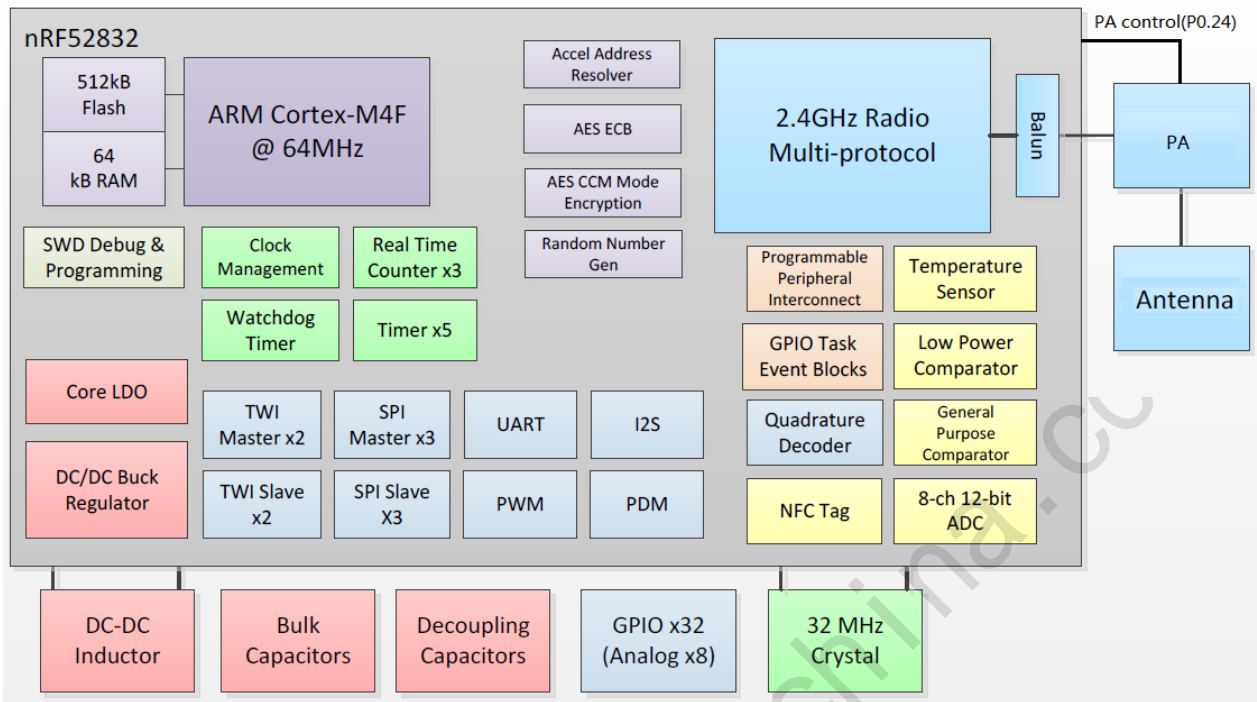 PA control(P0.24)
nRF52832
512kB
Flash
64
kB RAM
ARM Cortex-M4F
@ 64MHz
Accel Address
Resolver
AES ECB
AES CCM Mode
Encryption
Random Number
Gen
2.4GHz Radio
Multi-protocol
Balun
PA
Antenna
SWD Debug &
Programming
Clock
Management
Real Time
Counter x3
Watchdog
Timer
Timer x5
Programmable
Peripheral
Interconnect
Temperature
Sensor
GPIO Task
Event Blocks
Low Power
Comparator
Core LDO
DC/DC Buck
Regulator
TWI
Master x2
SPI
Master x3
UART
I2S
Quadrature
Decoder
General
Purpose
Comparator
TWI Slave
x2
SPI Slave
X3
PWM
PDM
NFC Tag
8-ch 12-bit
ADC
DC-DC
Inductor
Bulk
Capacitors
Decoupling
Capacitors
GPIO x32
(Analog x8)
32 MHz
Crystal